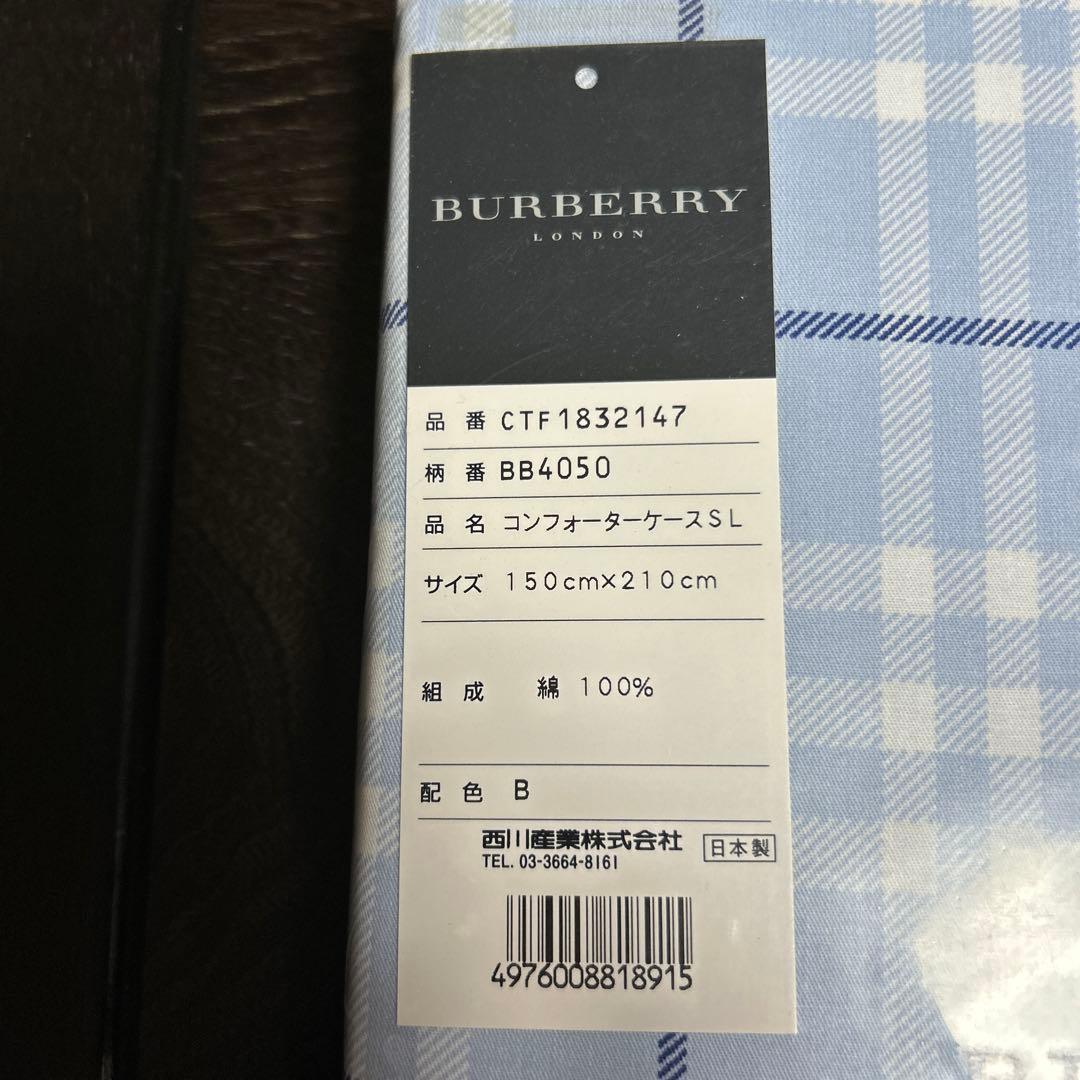 BURBERRY
LONDON
品 番 CTF1832147
柄 番 BB4050
品 名 コンフォーターケースSL
サイズ 150cm×210cm
組 成 綿 100%
配 色 B
西川産業株式会社 日本製
TEL. 03-3664-8161
4976008818915